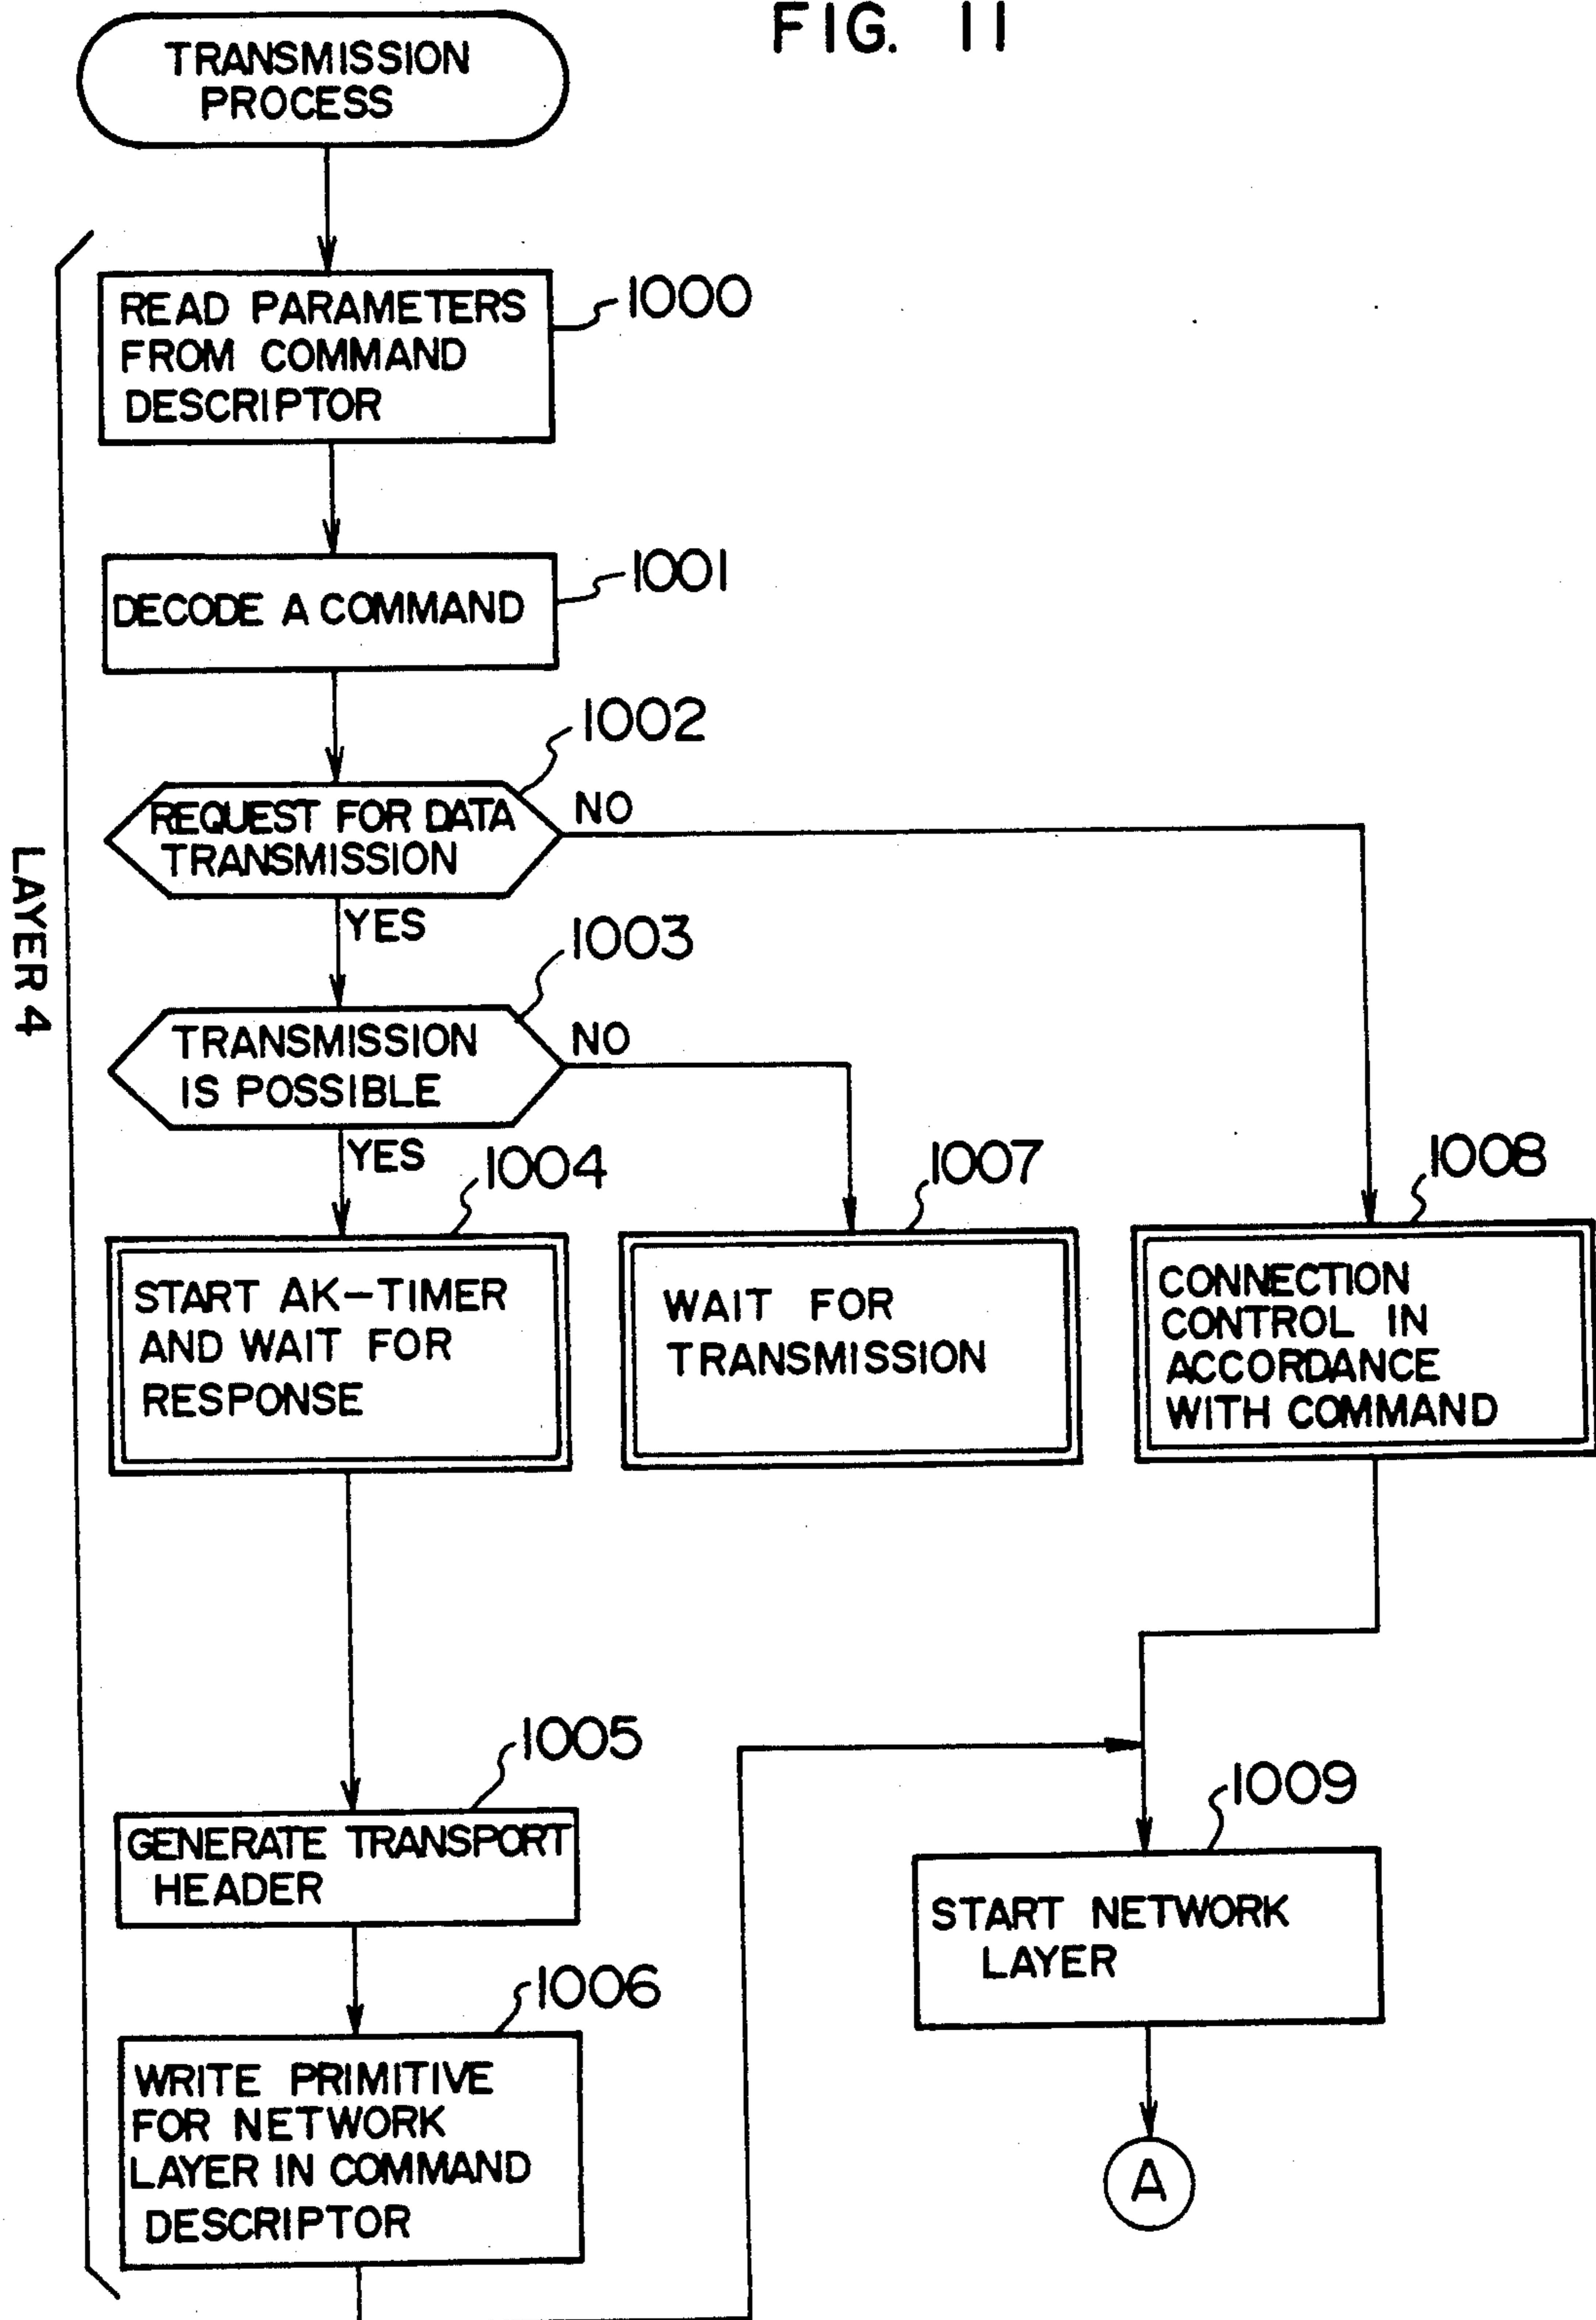 FIG. 11
TRANSMISSION
PROCESS
LAYER 4
READ PARAMETERS
FROM COMMAND
DESCRIPTOR
1000
DECODE A COMMAND
1001
1002
REQUEST FOR DATA
TRANSMISSION
NO
YES
1003
TRANSMISSION
IS POSSIBLE
NO
YES
1004
START AK-TIMER
AND WAIT FOR
RESPONSE
1007
WAIT FOR
TRANSMISSION
1008
CONNECTION
CONTROL IN
ACCORDANCE
WITH COMMAND
1005
GENERATE TRANSPORT
HEADER
1006
WRITE PRIMITIVE
FOR NETWORK
LAYER IN COMMAND
DESCRIPTOR
1009
START NETWORK
LAYER
A